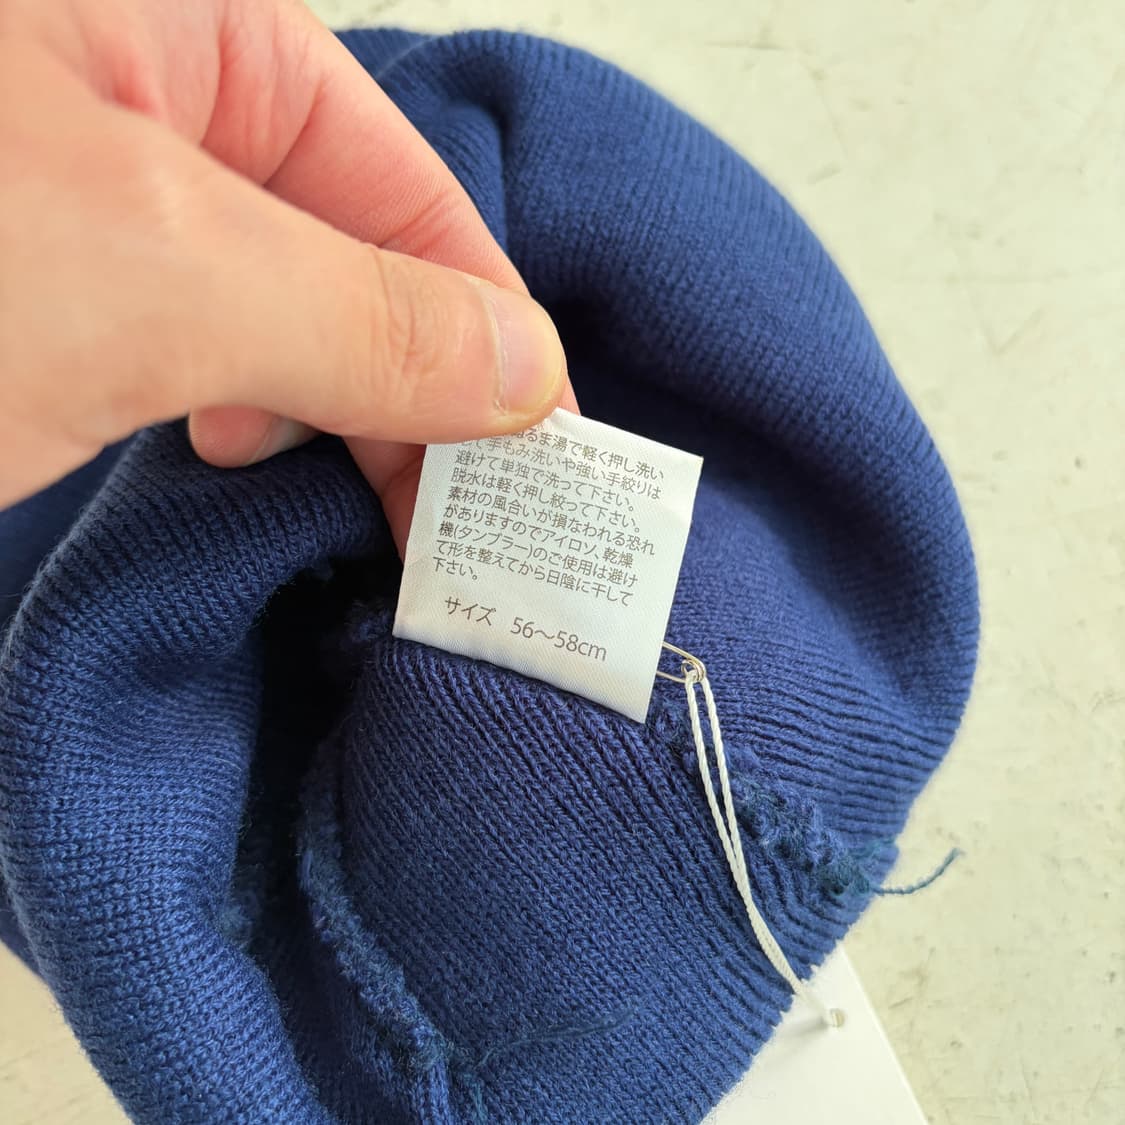 ぬるま湯で軽く押し洗い
して手もみ洗いや強い手絞りは
避けて単独で洗って下さい。
脱水は軽く押し絞って下さい。
素材の風合いが損なわれる恐れ
がありますのでアイロン、乾燥
機(タンブラー)のご使用は避け
て形を整えてから日陰に干して
下さい。
サイズ 56～58cm